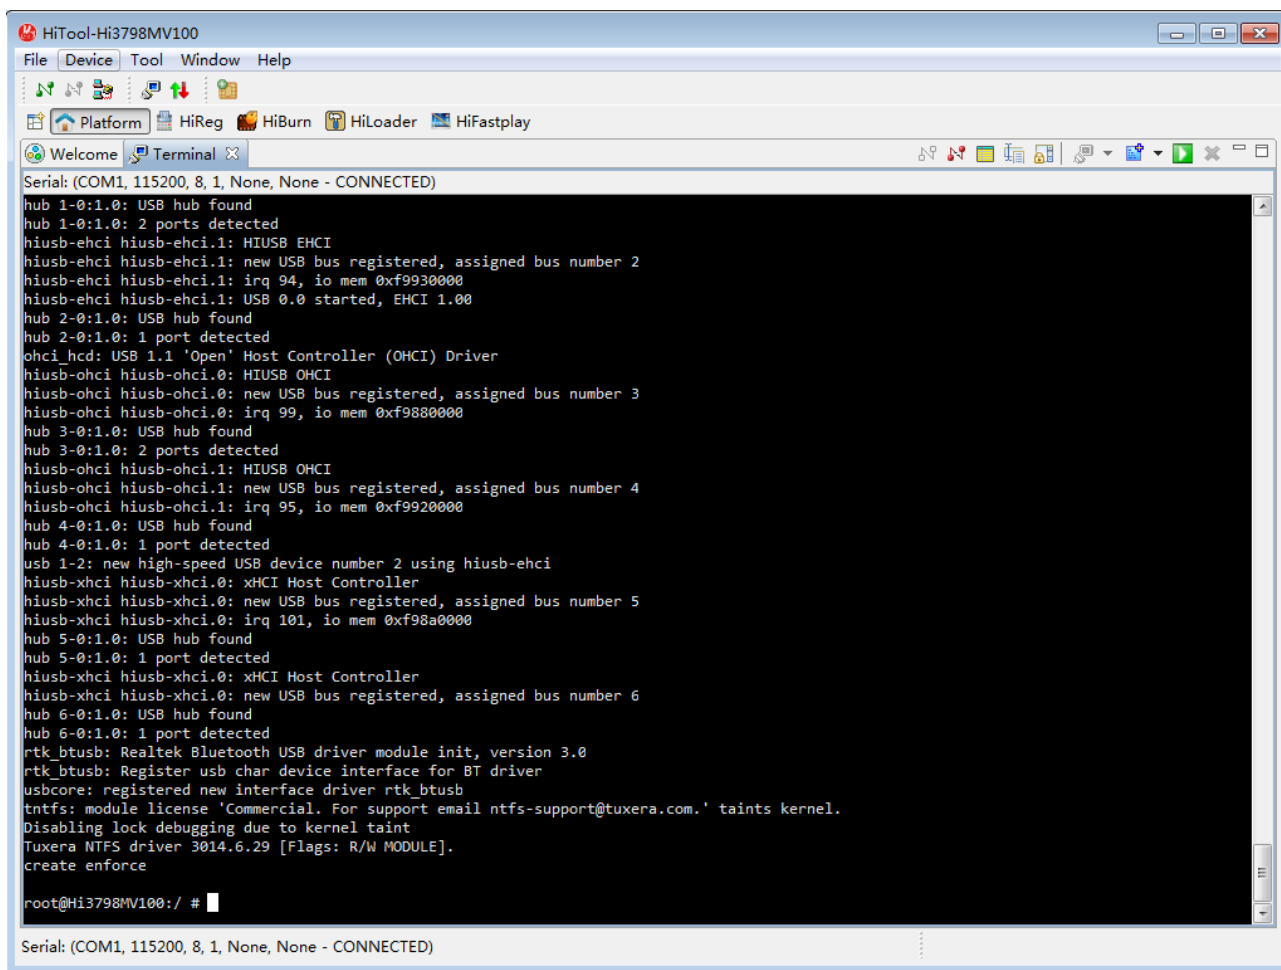 HiTool-Hi3798MV100
File Device Tool Window Help
Platform HiReg HiBurn HiLoader HiFastplay
Welcome Terminal
Serial: (COM1, 115200, 8, 1, None, None - CONNECTED)
hub 1-0:1.0: USB hub found
hub 1-0:1.0: 2 ports detected
hiusb-ehci hiusb-ehci.1: HIUSB EHCI
hiusb-ehci hiusb-ehci.1: new USB bus registered, assigned bus number 2
hiusb-ehci hiusb-ehci.1: irq 94, io mem 0xf9930000
hiusb-ehci hiusb-ehci.1: USB 0.0 started, EHCI 1.00
hub 2-0:1.0: USB hub found
hub 2-0:1.0: 1 port detected
ohci_hcd: USB 1.1 'Open' Host Controller (OHCI) Driver
hiusb-ohci hiusb-ohci.0: HIUSB OHCI
hiusb-ohci hiusb-ohci.0: new USB bus registered, assigned bus number 3
hiusb-ohci hiusb-ohci.0: irq 99, io mem 0xf9880000
hub 3-0:1.0: USB hub found
hub 3-0:1.0: 2 ports detected
hiusb-ohci hiusb-ohci.1: HIUSB OHCI
hiusb-ohci hiusb-ohci.1: new USB bus registered, assigned bus number 4
hiusb-ohci hiusb-ohci.1: irq 95, io mem 0xf9920000
hub 4-0:1.0: USB hub found
hub 4-0:1.0: 1 port detected
usb 1-2: new high-speed USB device number 2 using hiusb-ehci
hiusb-xhci hiusb-xhci.0: xHCI Host Controller
hiusb-xhci hiusb-xhci.0: new USB bus registered, assigned bus number 5
hiusb-xhci hiusb-xhci.0: irq 101, io mem 0xf98a0000
hub 5-0:1.0: USB hub found
hub 5-0:1.0: 1 port detected
hiusb-xhci hiusb-xhci.0: xHCI Host Controller
hiusb-xhci hiusb-xhci.0: new USB bus registered, assigned bus number 6
hub 6-0:1.0: USB hub found
hub 6-0:1.0: 1 port detected
rtk_btusb: Realtek Bluetooth USB driver module init, version 3.0
rtk_btusb: Register usb char device interface for BT driver
usbcore: registered new interface driver rtk_btusb
tntfs: module license 'Commercial. For support email ntfs-support@tuxera.com.' taints kernel.
Disabling lock debugging due to kernel taint
Tuxera NTFS driver 3014.6.29 [Flags: R/W MODULE].
create enforce
root@Hi3798MV100:/ #
Serial: (COM1, 115200, 8, 1, None, None - CONNECTED)